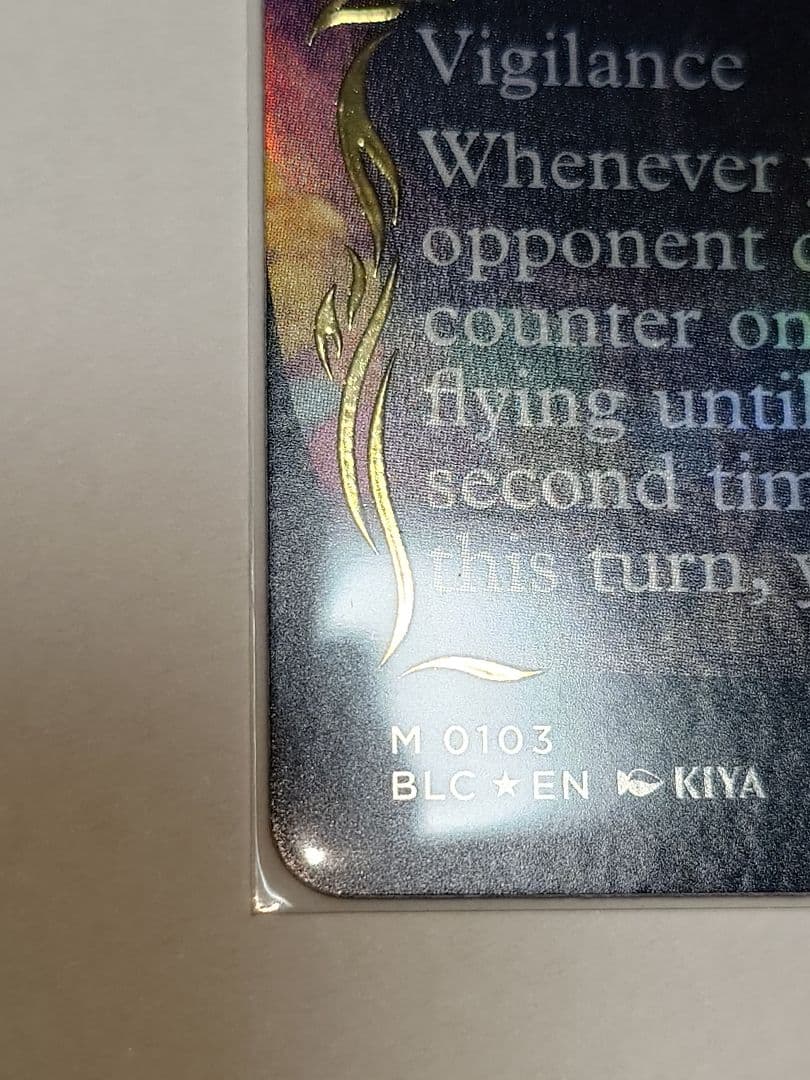 Vigilance
Whenever
opponent
counter on
flying until
second tim
this turn,
M 0103
BLC ★ EN KIYA